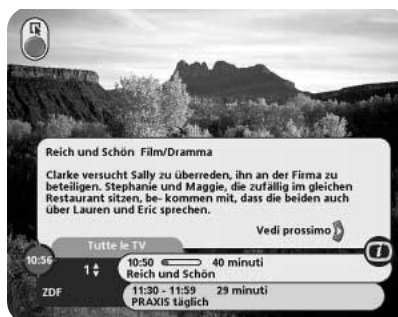 Reich und Schön Film/Dramma
Clarke versucht Sally zu überreden, ihn an der Firma zu
beteiligen. Stephanie und Maggie, die zufällig im gleichen
Restaurant sitzen, be- kommen mit, dass die beiden auch
über Lauren und Eric sprechen.
Vedi prossimo
Tutte le TV
10:56
1
10:50 40 minuti
Reich und Schön
i
ZDF
11:30 - 11:59 29 minuti
PRAXIS täglich